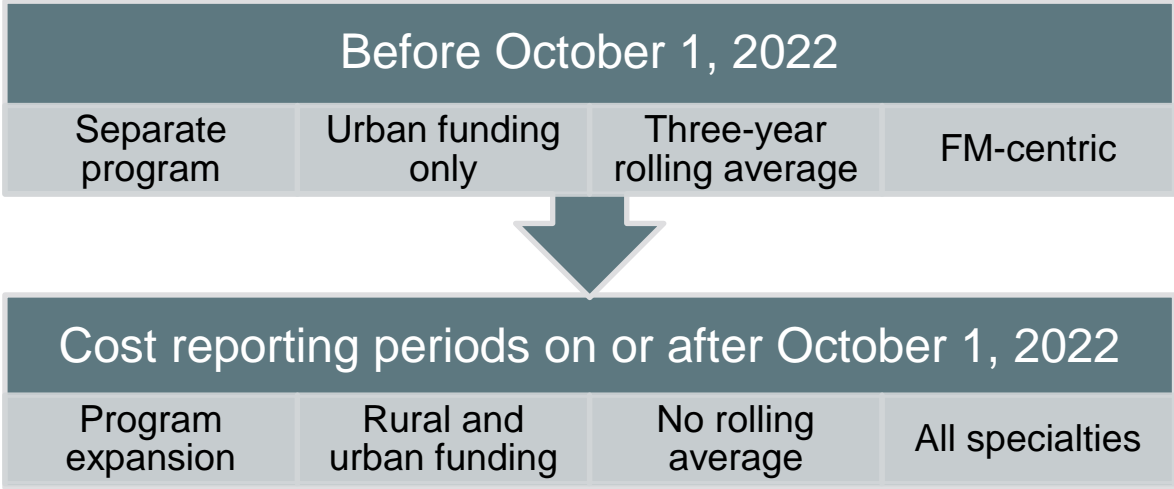 Before October 1, 2022
Separate
program
Urban funding
only
Three-year
rolling average
FM-centric
Cost reporting periods on or after October 1, 2022
Program
expansion
Rural and
urban funding
No rolling
average
All specialties